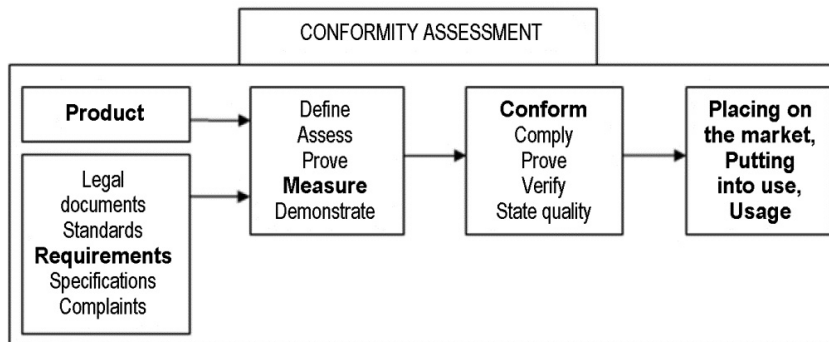 CONFORMITY ASSESSMENT
Product
Legal
documents
Standards
Requirements
Specifications
Complaints
Define
Assess
Prove
Measure
Demonstrate
Conform
Comply
Prove
Verify
State quality
Placing on
the market,
Putting
into use,
Usage